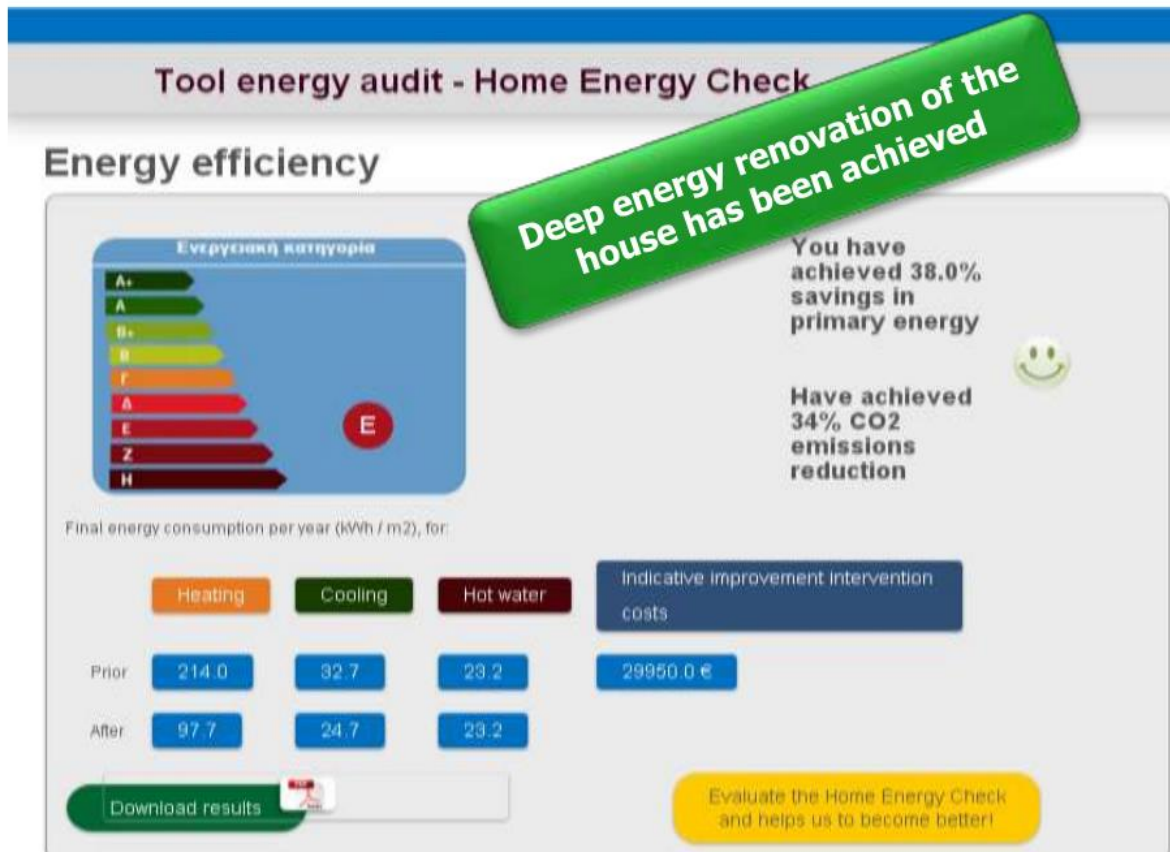 Tool energy audit - Home Energy Check
Deep energy renovation of the
house has been achieved
Energy efficiency
Ενεργειακή κατηγορία
A+
A
B+
B
Γ
Δ
E
Z
H
E
You have
achieved 38.0%
savings in
primary energy
Have achieved
34% CO2
emissions
reduction
Final energy consumption per year (kWh / m2), for:
Heating
Cooling
Hot water
Indicative improvement intervention
costs
Prior
214.0
32.7
23.2
29950.0 €
After
97.7
24.7
23.2
Download results
PDF
Evaluate the Home Energy Check
and helps us to become better!